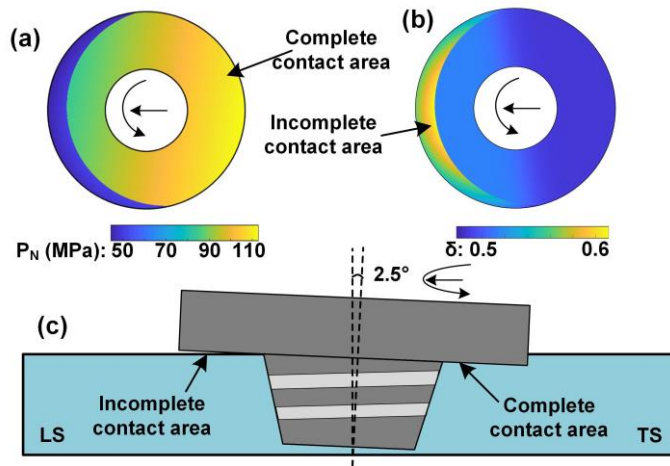 (a)
(b)
Complete
contact area
Incomplete
contact area
P_N (MPa): 50 70 90 110
δ: 0.5 0.6
2.5°
(c)
Incomplete
contact area
Complete
contact area
LS
TS